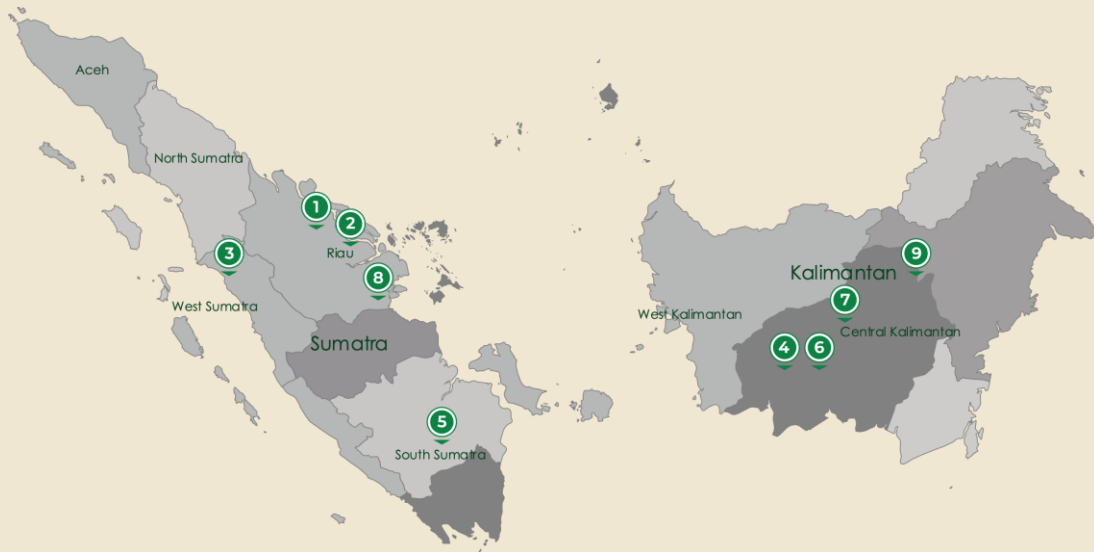 Aceh
North Sumatra
1
2
Riau
3
8
West Sumatra
Sumatra
5
South Sumatra
9
Kalimantan
7
West Kalimantan
Central Kalimantan
4
6